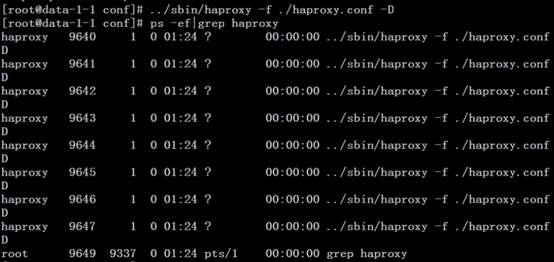 [root@data-1-1 conf]# ../sbin/haproxy -f ./haproxy.conf -D
[root@data-1-1 conf]# ps -ef|grep haproxy
haproxy 9640 1 0 01:24 ? 00:00:00 ../sbin/haproxy -f ./haproxy.conf
D
haproxy 9641 1 0 01:24 ? 00:00:00 ../sbin/haproxy -f ./haproxy.conf
D
haproxy 9642 1 0 01:24 ? 00:00:00 ../sbin/haproxy -f ./haproxy.conf
D
haproxy 9643 1 0 01:24 ? 00:00:00 ../sbin/haproxy -f ./haproxy.conf
D
haproxy 9644 1 0 01:24 ? 00:00:00 ../sbin/haproxy -f ./haproxy.conf
D
haproxy 9645 1 0 01:24 ? 00:00:00 ../sbin/haproxy -f ./haproxy.conf
D
haproxy 9646 1 0 01:24 ? 00:00:00 ../sbin/haproxy -f ./haproxy.conf
D
haproxy 9647 1 0 01:24 ? 00:00:00 ../sbin/haproxy -f ./haproxy.conf
D
root 9649 9337 0 01:24 pts/1 00:00:00 grep haproxy